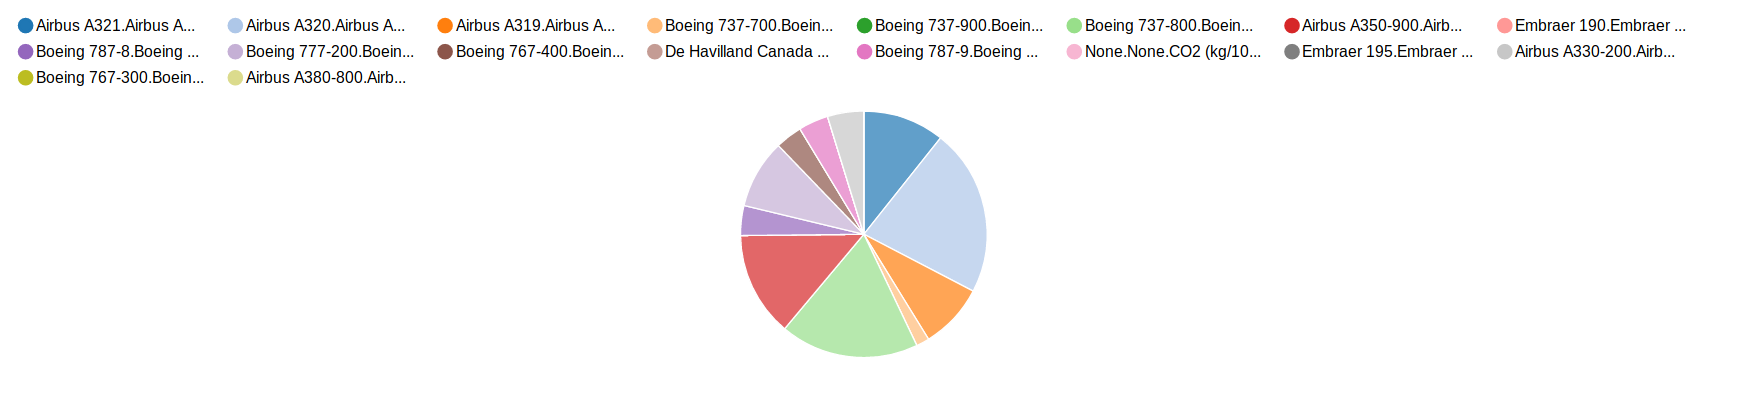 Airbus A321.Airbus A... Airbus A320.Airbus A... Airbus A319.Airbus A... Boeing 737-700.Boein... Boeing 737-900.Boein... Boeing 737-800.Boein... Airbus A350-900.Airb... Embraer 190.Embraer ...
Boeing 787-8.Boeing ... Boeing 777-200.Boein... Boeing 767-400.Boein... De Havilland Canada ... Boeing 787-9.Boeing ... None.None.CO2 (kg/10... Embraer 195.Embraer ... Airbus A330-200.Airb...
Boeing 767-300.Boein... Airbus A380-800.Airb...